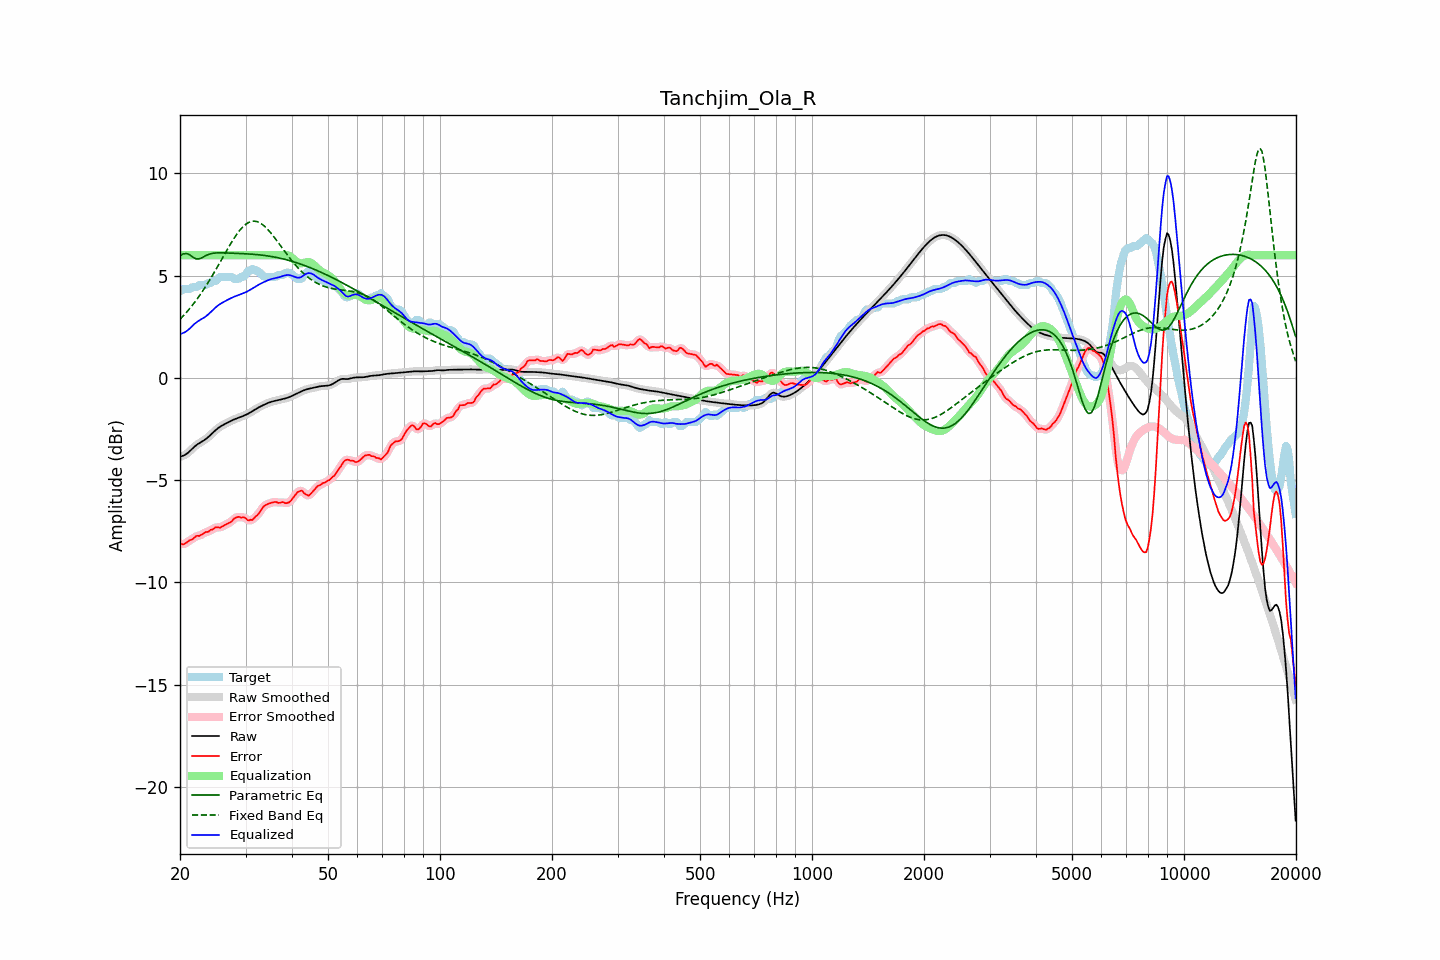 Tanchjim_Ola_R
Amplitude (dBr)
10
5
0
−5
−10
−15
−20
Target
Raw Smoothed
Error Smoothed
Raw
Error
Equalization
Parametric Eq
Fixed Band Eq
Equalized
20 50 100 200 500 1000 2000 5000 10000 20000
Frequency (Hz)